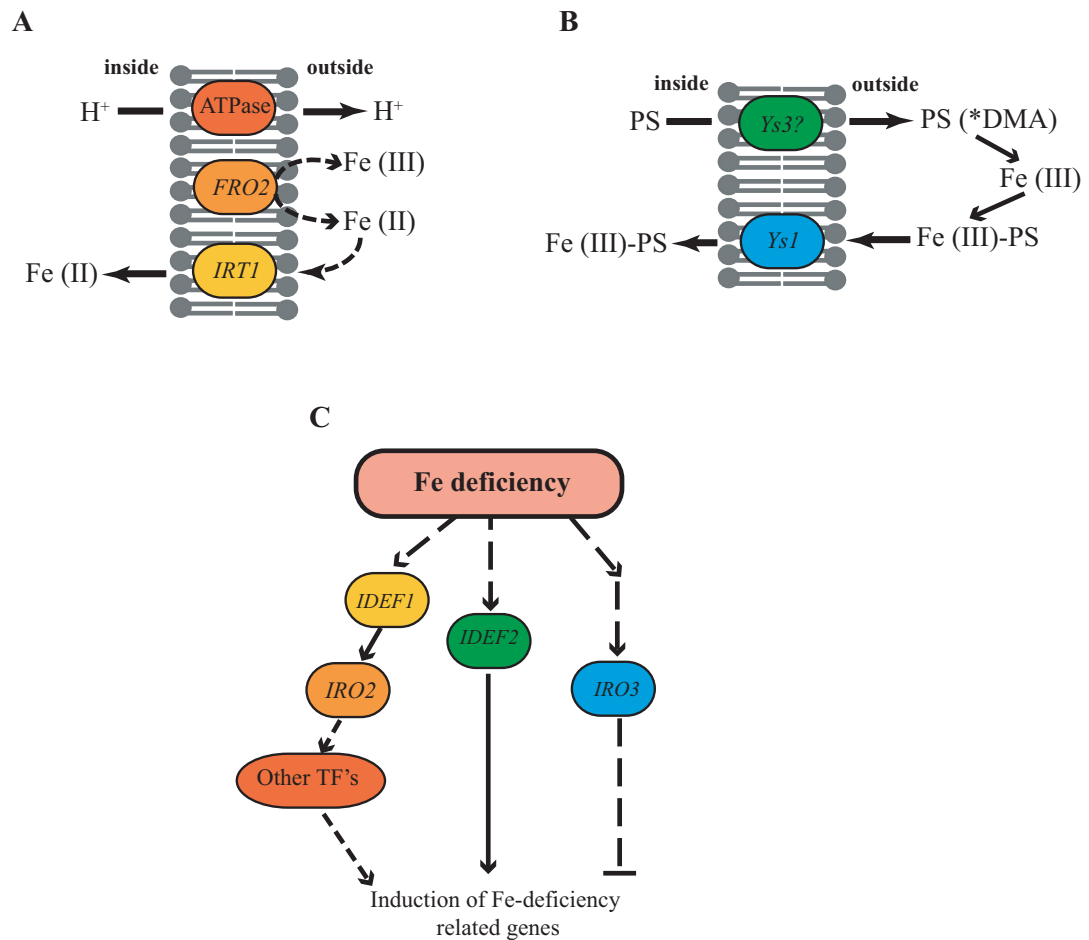 A
inside
outside
H+
ATPase
H+
FRO2
Fe (III)
Fe (II)
Fe (II)
IRT1
B
inside
outside
PS
Ys3?
PS (*DMA)
Fe (III)
Fe (III)-PS
Ys1
Fe (III)-PS
C
Fe deficiency
IDEF1
IDEF2
IRO2
IRO3
Other TF's
Induction of Fe-deficiency
related genes